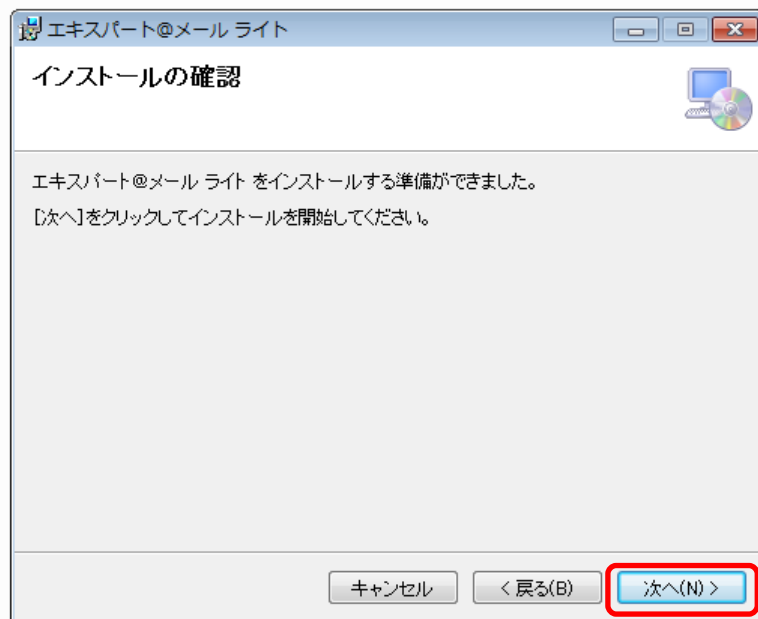 エキスパート@メール ライト
インストールの確認
エキスパート@メール ライト をインストールする準備ができました。
[次へ]をクリックしてインストールを開始してください。
キャンセル
< 戻る(B)
次へ(N) >